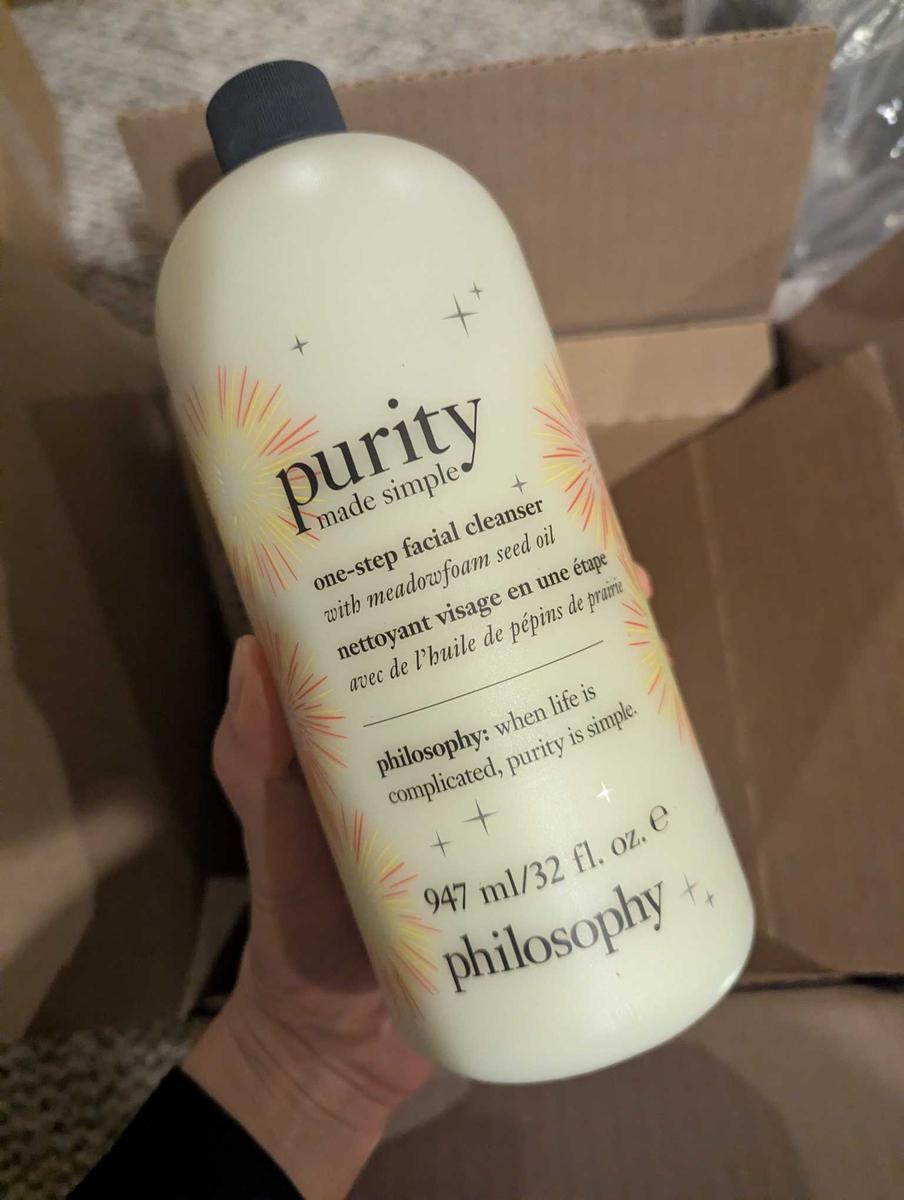 purity
made simple
one-step facial cleanser
with meadowfoam seed oil
nettoyant visage en une étape
avec de l'huile de pépins de prairie
philosophy: when life is
complicated, purity is simple.
947 ml/32 fl. oz. ℮
philosophy